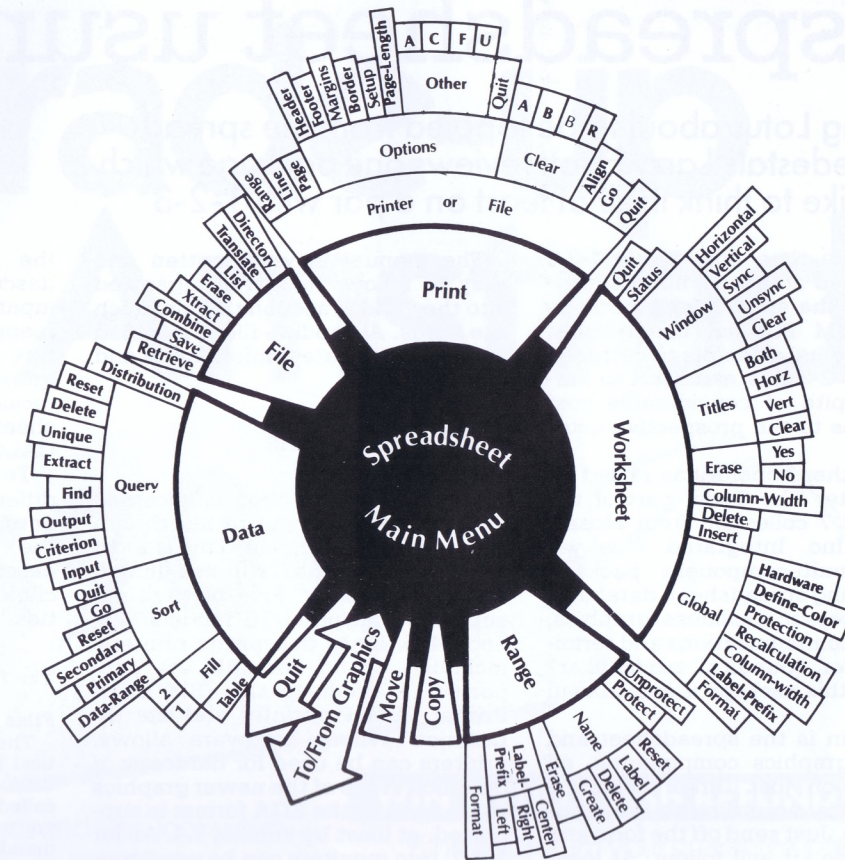 Spreadsheet
Main Menu
Print
Printer or File
Range
Line
Page
Options
Header
Footer
Margins
Border
Setup
Page-Length
Other
A
C
F
U
Quit
Clear
A
B
B
R
Align
Go
Quit
Worksheet
Quit
Status
Window
Horizontal
Vertical
Sync
Unsync
Clear
Titles
Both
Horz
Vert
Clear
Erase
Yes
No
Column-Width
Delete
Insert
Global
Hardware
Define-Color
Protection
Recalculation
Column-width
Label-Prefix
Format
Range
Unprotect
Protect
Name
Reset
Label
Delete
Create
Erase
Label-
Prefix
Center
Right
Left
Format
Copy
Move
To/From Graphics
Quit
Data
Table
1
2
Fill
Sort
Data-Range
Primary
Secondary
Reset
Go
Quit
Query
Input
Criterion
Output
Find
Extract
Unique
Delete
Reset
Distribution
File
Retrieve
Save
Combine
Xtract
Erase
List
Translate
Directory